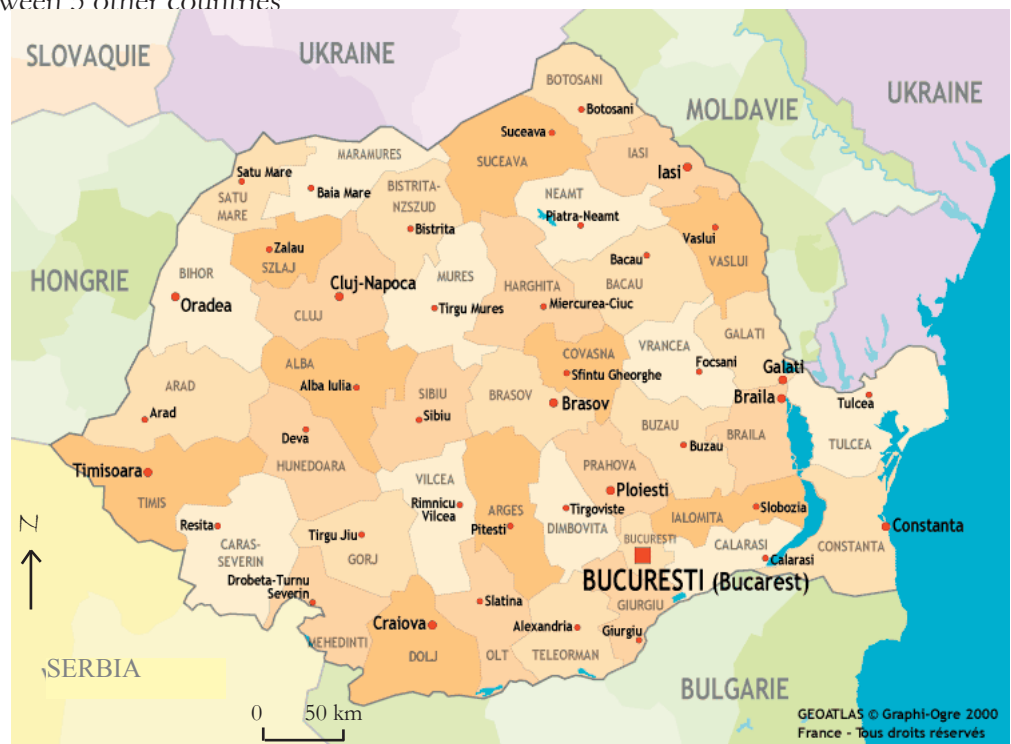 ween 5 other countries
SLOVAQUIE
UKRAINE
UKRAINE
MOLDAVIE
HONGRIE
BOTOSANI
Botosani
Suceava
SUCEAVA
IASI
Iasi
MARAMURES
Satu Mare
SATU
MARE
Baia Mare
BISTRITA-
NZSZUD
Bistrita
NEAMT
Piatra-Neamt
Vaslui
VASLUI
Zalau
SZLAJ
BIHOR
Oradea
Cluj-Napoca
CLUJ
MURES
Tirgu Mures
HARGHITA
Miercurea-Ciuc
Bacau
BACAU
ALBA
Alba Iulia
ARAD
Arad
SIBIU
Sibiu
BRASOV
Brasov
COVASNA
Sfintu Gheorghe
VRANCEA
Focsani
GALATI
Galati
Braila
BRAILA
Tulcea
TULCEA
Deva
HUNEDOARA
Timisoara
TIMIS
BUZAU
Buzau
PRAHOVA
Ploiesti
VILCEA
Rimnicu
Vilcea
ARGES
Pitesti
Tirgoviste
DIMBOVITA
IALOMITA
Slobozia
Constanta
CONSTANTA
Resita
CARAS-
SEVERIN
Tirgu Jiu
GORJ
BUCURESTI
CALARASI
Calarasi
BUCURESTI (Bucarest)
N
Drobeta-Turnu
Severin
MEHEDINTI
Craiova
DOLJ
Slatina
OLT
Alexandria
TELEORMAN
GIURGIU
Giurgiu
SERBIA
BULGARIE
0 50 km
GEOATLAS © Graphi-Ogre 2000
France - Tous droits réservés